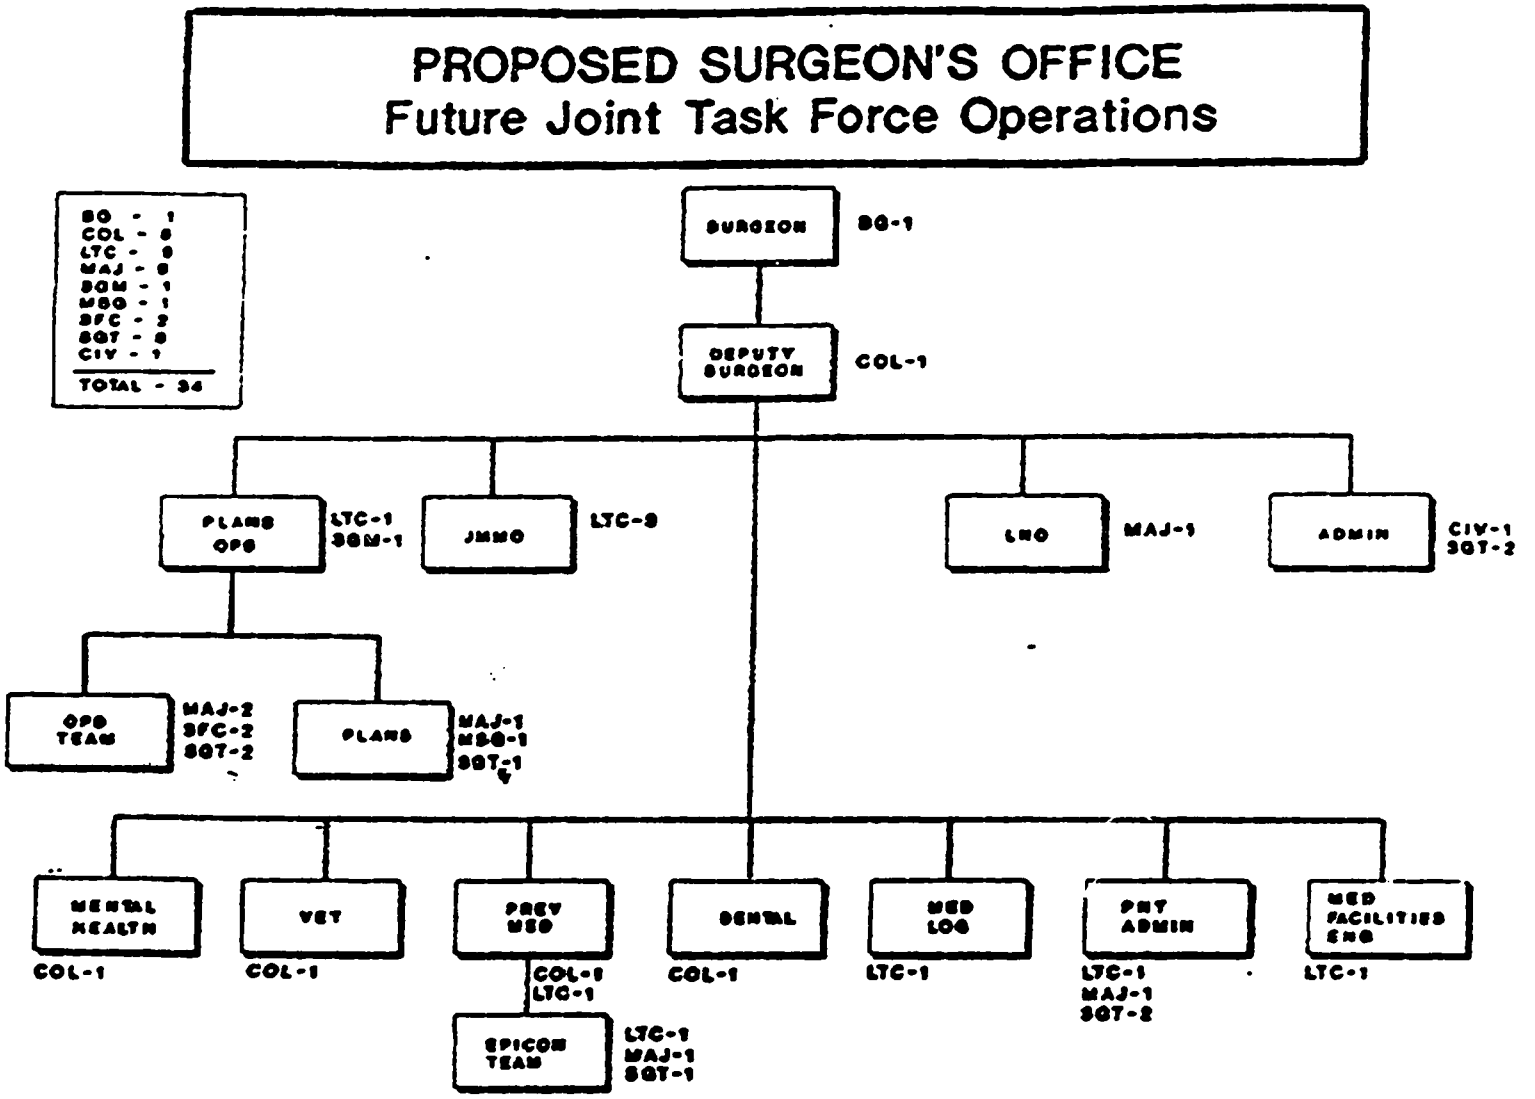 PROPOSED SURGEON'S OFFICE
Future Joint Task Force Operations
BG - 1
COL - 5
LTC - 9
MAJ - 6
SGM - 1
MSG - 1
SFC - 2
SGT - 8
CIV - 1
TOTAL - 34
SURGEON
BG-1
DEPUTY
SURGEON
COL-1
PLANS
OPS
LTC-1
SGM-1
JMMO
LTC-3
LNO
MAJ-1
ADMIN
CIV-1
SGT-2
OPS
TEAM
MAJ-2
SFC-2
SGT-2
PLANS
MAJ-1
MSG-1
SGT-1
MENTAL
HEALTH
COL-1
VET
COL-1
PREV
MED
COL-1
LTC-1
DENTAL
COL-1
MED
LOG
LTC-1
PNT
ADMIN
LTC-1
MAJ-1
SGT-2
MED
FACILITIES
ENG
LTC-1
EPICON
TEAM
LTC-1
MAJ-1
SGT-1